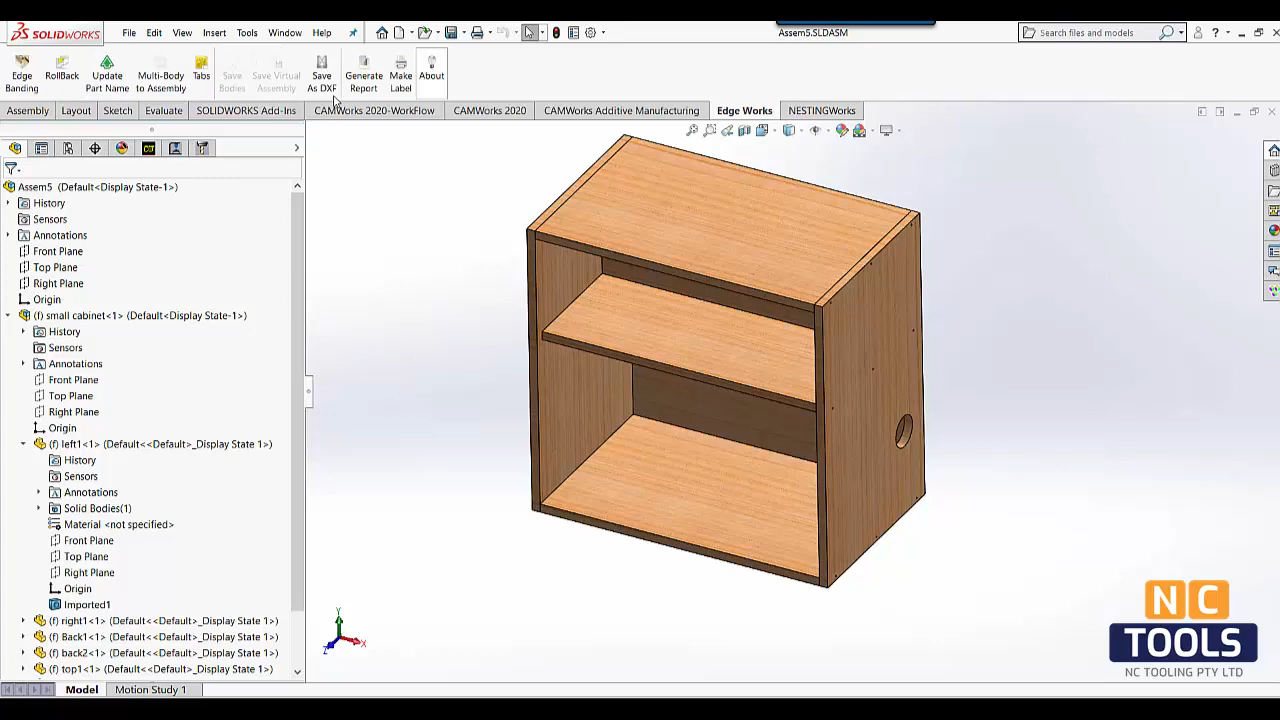 SOLIDWORKS File Edit View Insert Tools Window Help Assem5.SLDASM Search files and models ?
Edge Banding
RollBack
Update Part Name
Multi-Body to Assembly
Tabs
Save Bodies
Save Virtual Assembly
Save As DXF
Generate Report
Make Label
About
Assembly Layout Sketch Evaluate SOLIDWORKS Add-Ins CAMWorks 2020-WorkFlow CAMWorks 2020 CAMWorks Additive Manufacturing Edge Works NESTINGWorks
Assem5 (Default<Display State-1>)
History
Sensors
Annotations
Front Plane
Top Plane
Right Plane
Origin
(f) small cabinet<1> (Default<Display State-1>)
History
Sensors
Annotations
Front Plane
Top Plane
Right Plane
Origin
(f) left1<1> (Default<<Default>_Display State 1>)
History
Sensors
Annotations
Solid Bodies(1)
Material <not specified>
Front Plane
Top Plane
Right Plane
Origin
Imported1
(f) right1<1> (Default<<Default>_Display State 1>)
(f) Back1<1> (Default<<Default>_Display State 1>)
(f) back2<1> (Default<<Default>_Display State 1>)
(f) top1<1> (Default<<Default>_Display State 1>)
Y
X
Z
NC
TOOLS
NC TOOLING PTY LTD
Model Motion Study 1